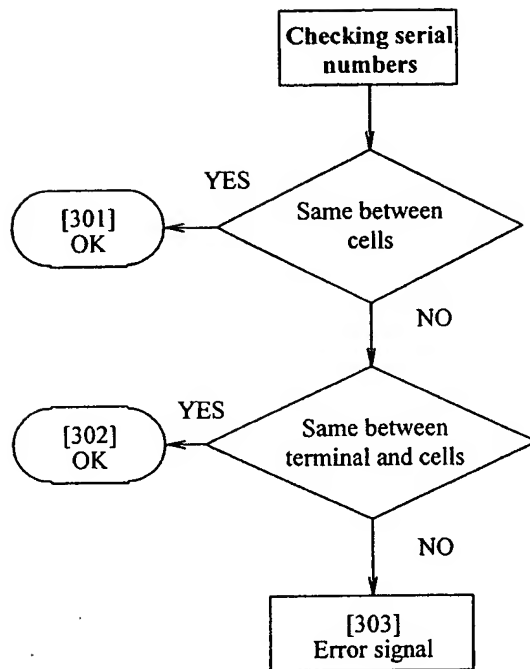 Checking serial
numbers
YES
Same between
cells
[301]
OK
NO
YES
Same between
terminal and cells
[302]
OK
NO
[303]
Error signal